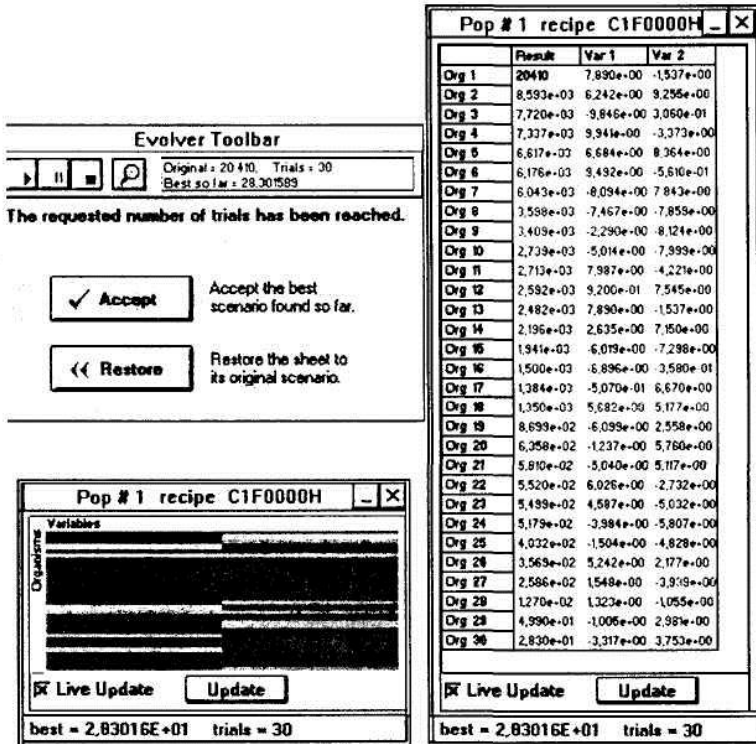 Evolver Toolbar
Original = 20 410, Trials = 30
Best so far = 28.301589
The requested number of trials has been reached.
Accept
Accept the best
scenario found so far.
Restore
Restore the sheet to
its original scenario.
Pop # 1 recipe C1F0000H
Variables
Organisms
Live Update
Update
best = 2,83016E+01 trials = 30
Pop # 1 recipe C1F0000H
Result Var 1 Var 2
Org 1 20410 7,890e+00 -1,537e+00
Org 2 8,593e+03 6,242e+00 9,255e+00
Org 3 7,720e+03 -9,846e+00 3,060e-01
Org 4 7,337e+03 9,941e+00 -3,373e+00
Org 5 6,617e+03 6,684e+00 8,364e+00
Org 6 6,176e+03 9,492e+00 -5,610e-01
Org 7 6,043e+03 -8,094e+00 7,843e+00
Org 8 3,598e+03 -7,467e+00 -7,859e+00
Org 9 3,409e+03 -2,290e+00 -8,124e+00
Org 10 2,739e+03 -5,014e+00 -7,999e+00
Org 11 2,713e+03 7,987e+00 -4,221e+00
Org 12 2,592e+03 9,200e-01 7,545e+00
Org 13 2,482e+03 7,890e+00 -1,537e+00
Org 14 2,196e+03 2,635e+00 7,150e+00
Org 15 1,941e+03 -6,019e+00 -7,298e+00
Org 16 1,500e+03 -6,896e+00 -3,580e-01
Org 17 1,384e+03 -5,070e-01 6,670e+00
Org 18 1,350e+03 5,682e+00 5,177e+00
Org 19 8,699e+02 -6,099e+00 2,558e+00
Org 20 6,358e+02 -1,237e+00 5,760e+00
Org 21 5,810e+02 -5,040e+00 5,117e+00
Org 22 5,520e+02 6,026e+00 -2,732e+00
Org 23 5,499e+02 4,587e+00 -5,032e+00
Org 24 5,179e+02 -3,984e+00 -5,807e+00
Org 25 4,032e+02 -1,504e+00 -4,828e+00
Org 26 3,569e+02 5,242e+00 2,177e+00
Org 27 2,586e+02 1,548e+00 -3,939e+00
Org 28 1,270e+02 1,323e+00 -1,055e+00
Org 29 4,990e+01 -1,006e+00 2,981e+00
Org 30 2,830e+01 -3,317e+00 3,753e+00
Live Update
Update
best = 2,83016E+01 trials = 30